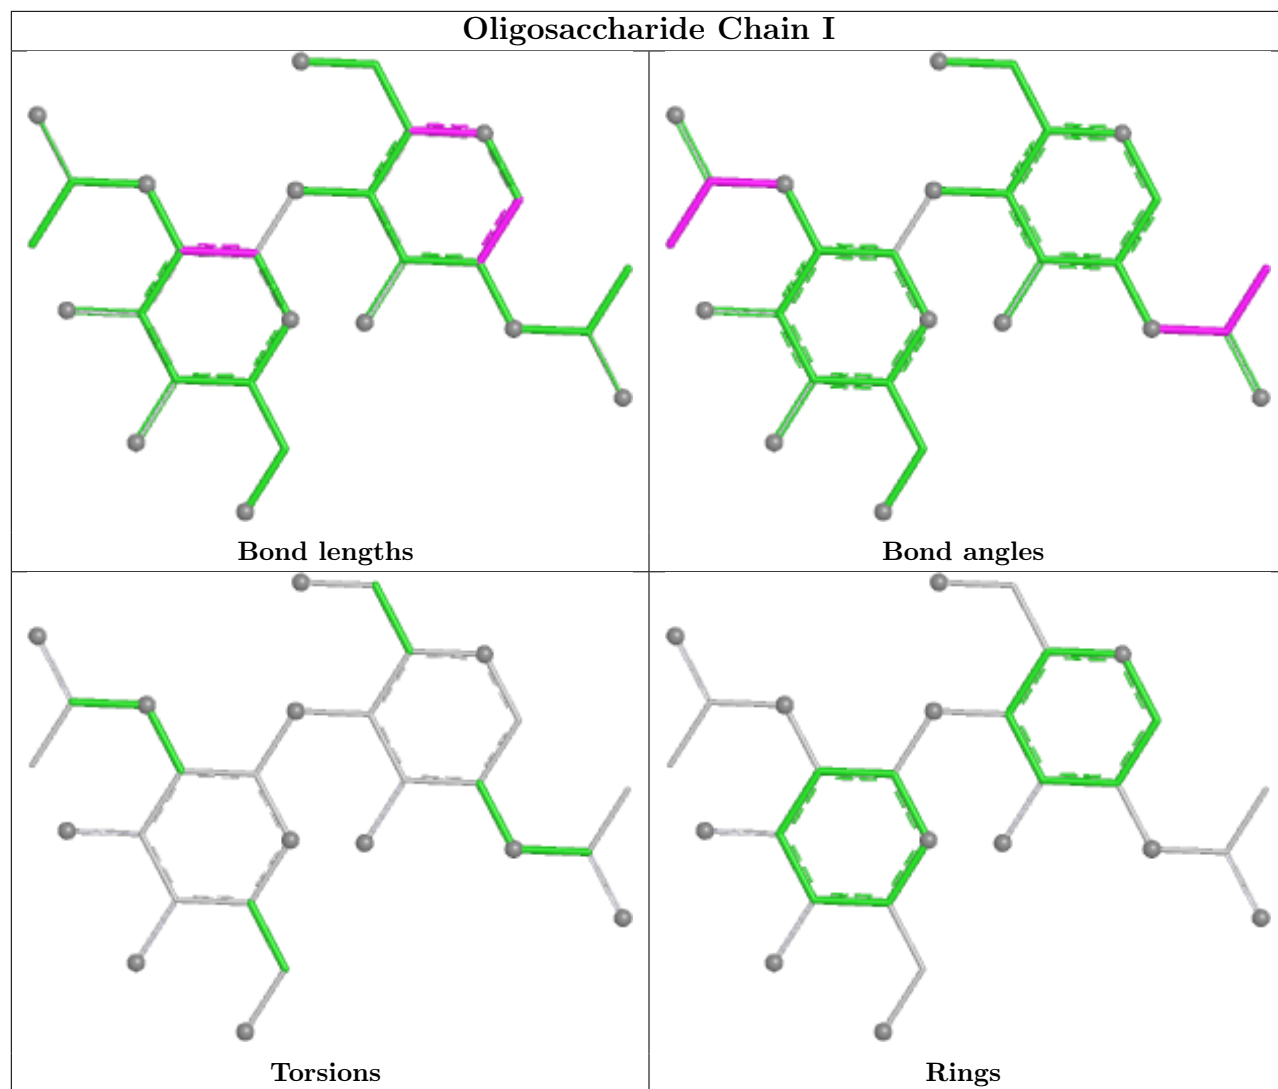 Oligosaccharide Chain I
Bond lengths
Bond angles
Torsions
Rings